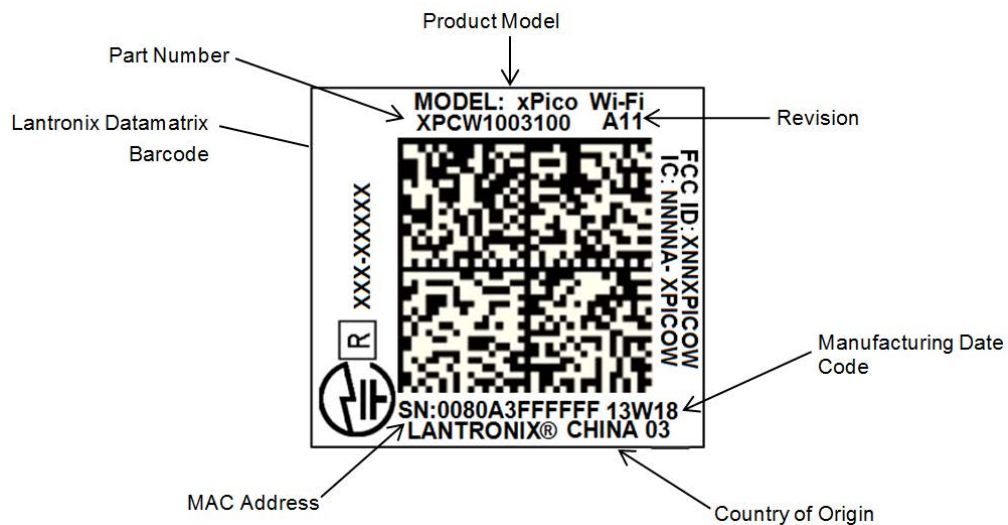 Product Model
Part Number
Lantronix Datamatrix
Barcode
MODEL: xPico Wi-Fi
XPCW1003100 A11
Revision
FCC ID: XNNXPICOW
IC: NNNNA- XPICOW
R XXX-XXXXX
Manufacturing Date
Code
SN:0080A3FFFFFF 13W18
LANTRONIX® CHINA 03
MAC Address
Country of Origin